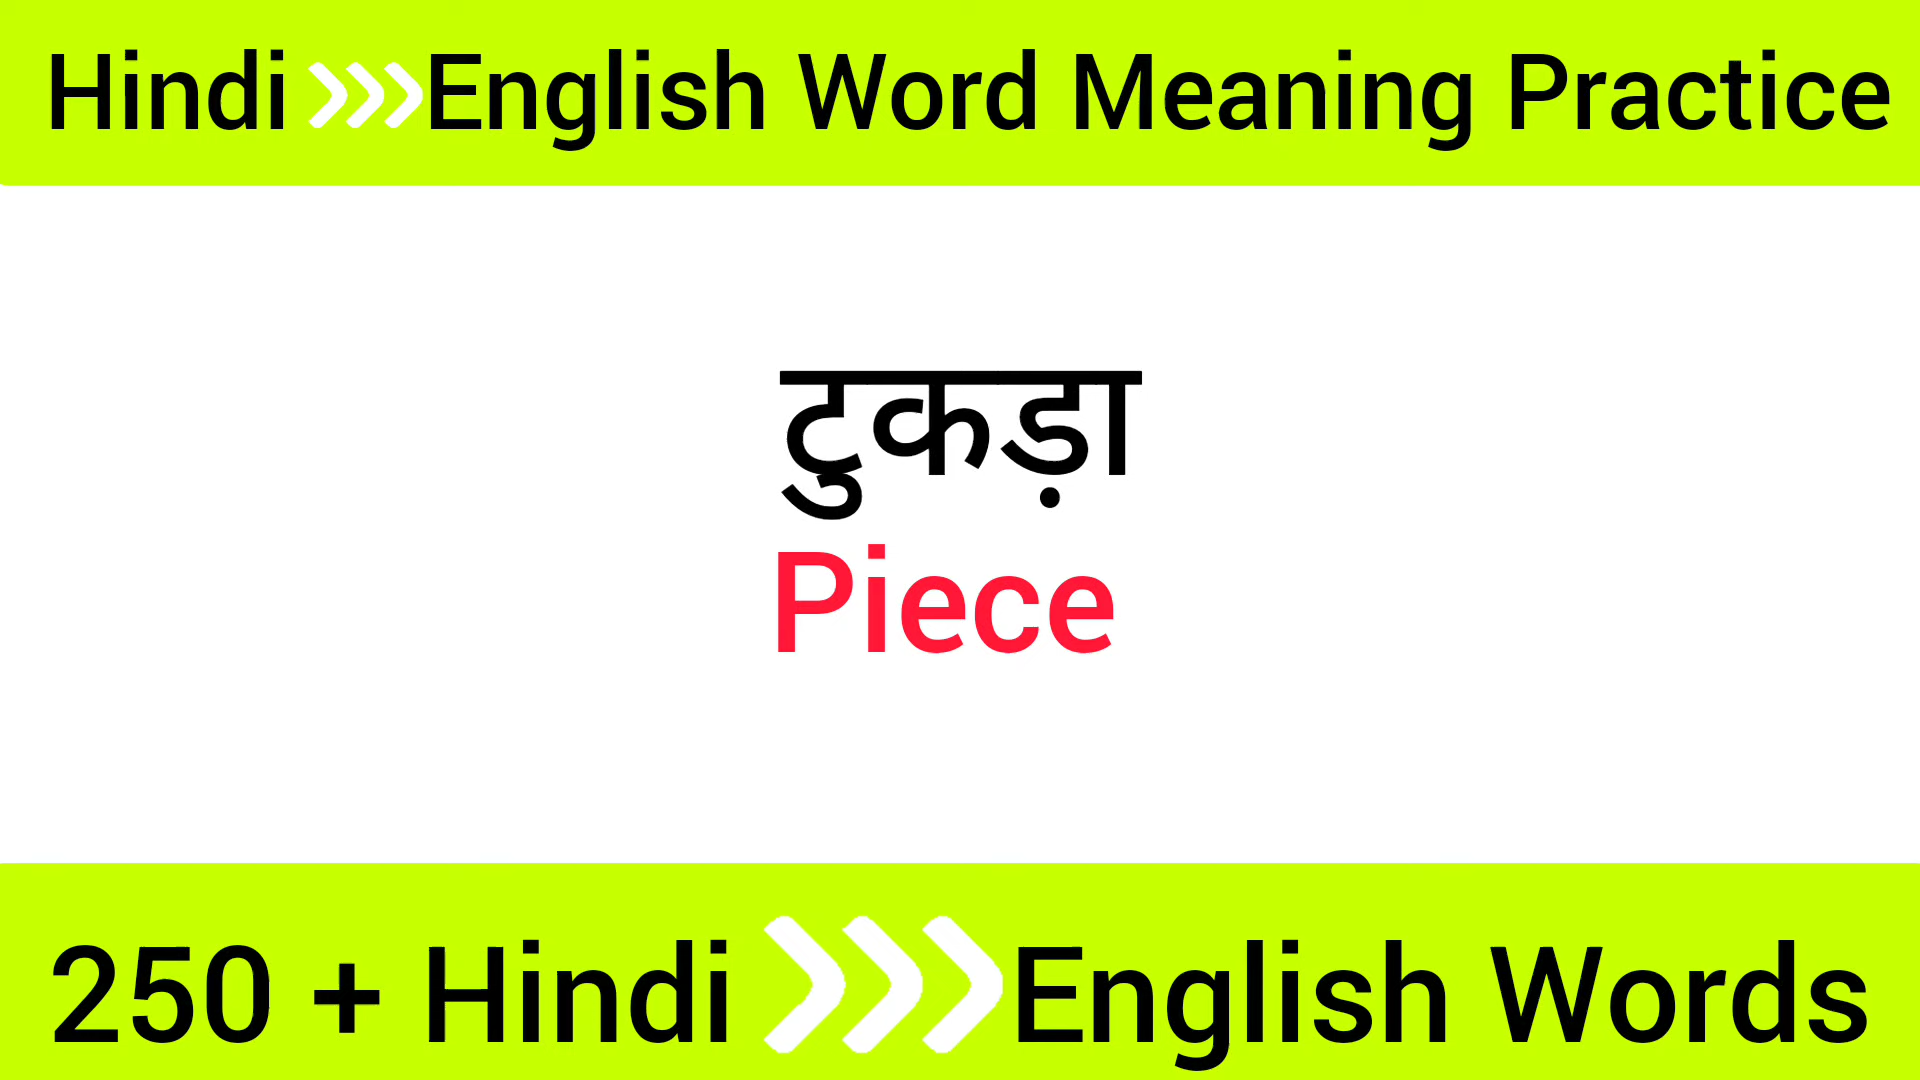 Hindi English Word Meaning Practice
टुकड़ा
Piece
250 + Hindi English Words